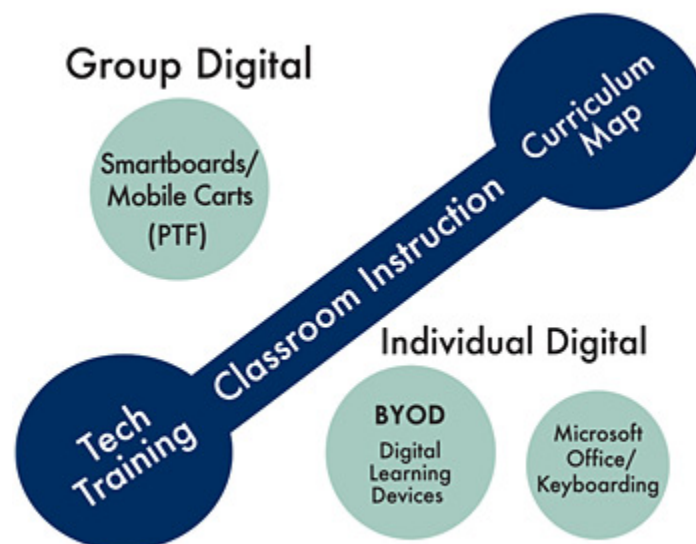 Group Digital
Smartboards/
Mobile Carts
(PTF)
Curriculum
Map
Classroom Instruction
Tech
Training
Individual Digital
BYOD
Digital
Learning
Devices
Microsoft
Office/
Keyboarding